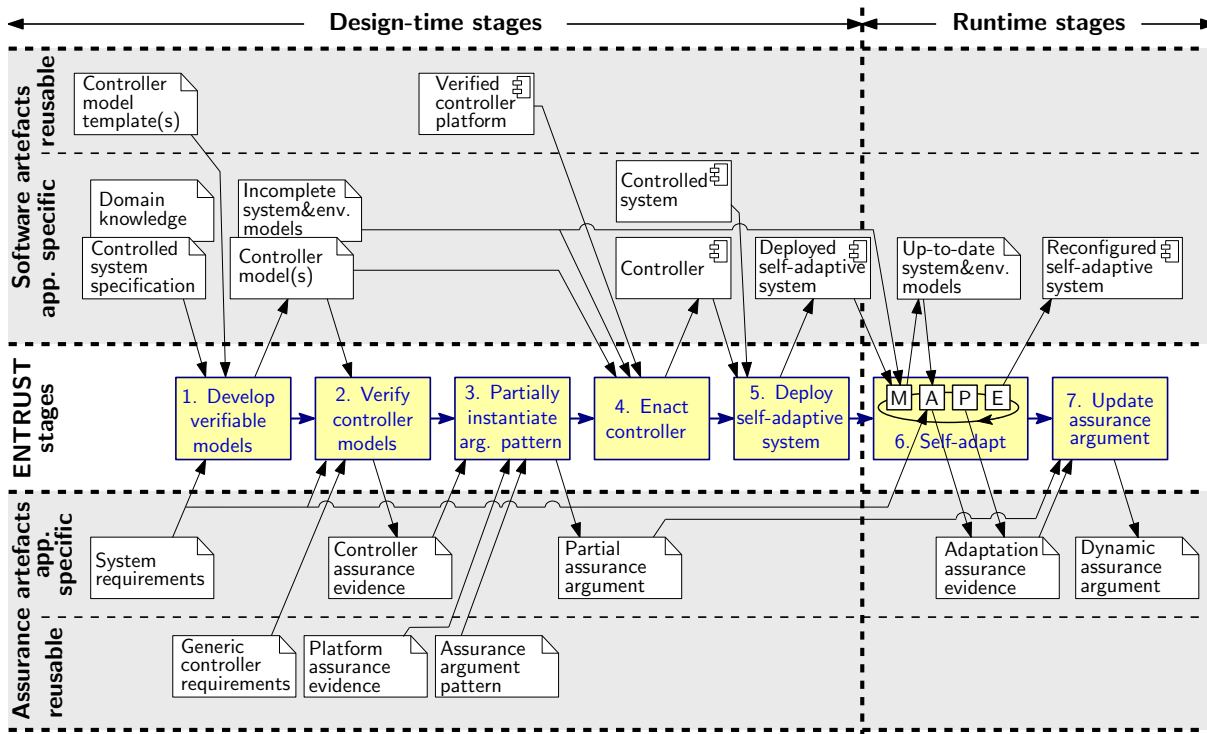 Design-time stages
Runtime stages
Software artefacts
reusable
app. specific
Controller
model
template(s)
Verified
controller
platform
Domain
knowledge
Controlled
system
specification
Incomplete
system&env.
models
Controller
model(s)
Controlled
system
Controller
Deployed
self-adaptive
system
Up-to-date
system&env.
models
Reconfigured
self-adaptive
system
ENTRUST
stages
1. Develop
verifiable
models
2. Verify
controller
models
3. Partially
instantiate
arg. pattern
4. Enact
controller
5. Deploy
self-adaptive
system
M A P E
6. Self-adapt
7. Update
assurance
argument
Assurance artefacts
app.
specific
reusable
System
requirements
Controller
assurance
evidence
Partial
assurance
argument
Adaptation
assurance
evidence
Dynamic
assurance
argument
Generic
controller
requirements
Platform
assurance
evidence
Assurance
argument
pattern